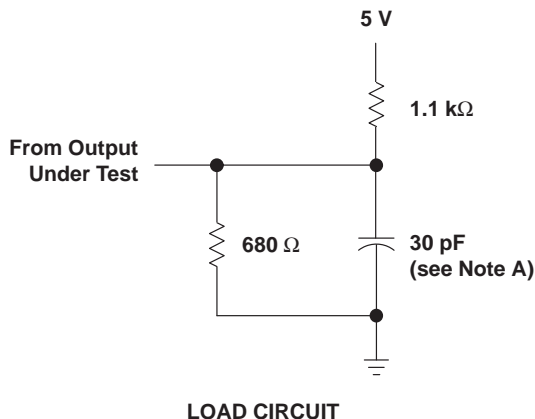 5 V
1.1 kΩ
From Output
Under Test
680 Ω
30 pF
(see Note A)
LOAD CIRCUIT